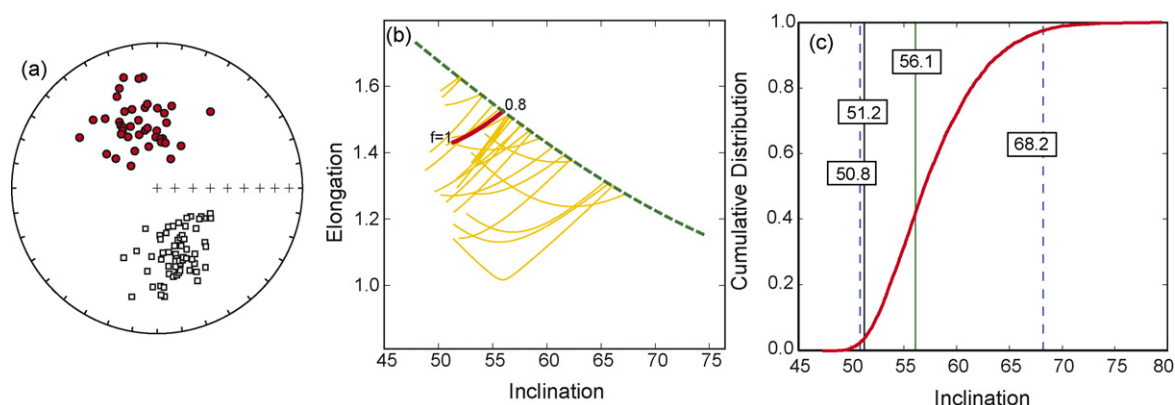 (a)
(b)
1.6
1.4
1.2
1.0
Elongation
0.8
f=1
45 50 55 60 65 70 75
Inclination
(c)
1.0
0.8
0.6
0.4
0.2
0.0
Cumulative Distribution
56.1
51.2
68.2
50.8
45 50 55 60 65 70 75 80
Inclination